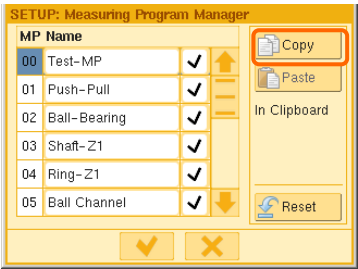 SETUP: Measuring Program Manager
MP Name
00 Test-MP
01 Push-Pull
02 Ball-Bearing
03 Shaft-Z1
04 Ring-Z1
05 Ball Channel
Copy
Paste
In Clipboard
Reset